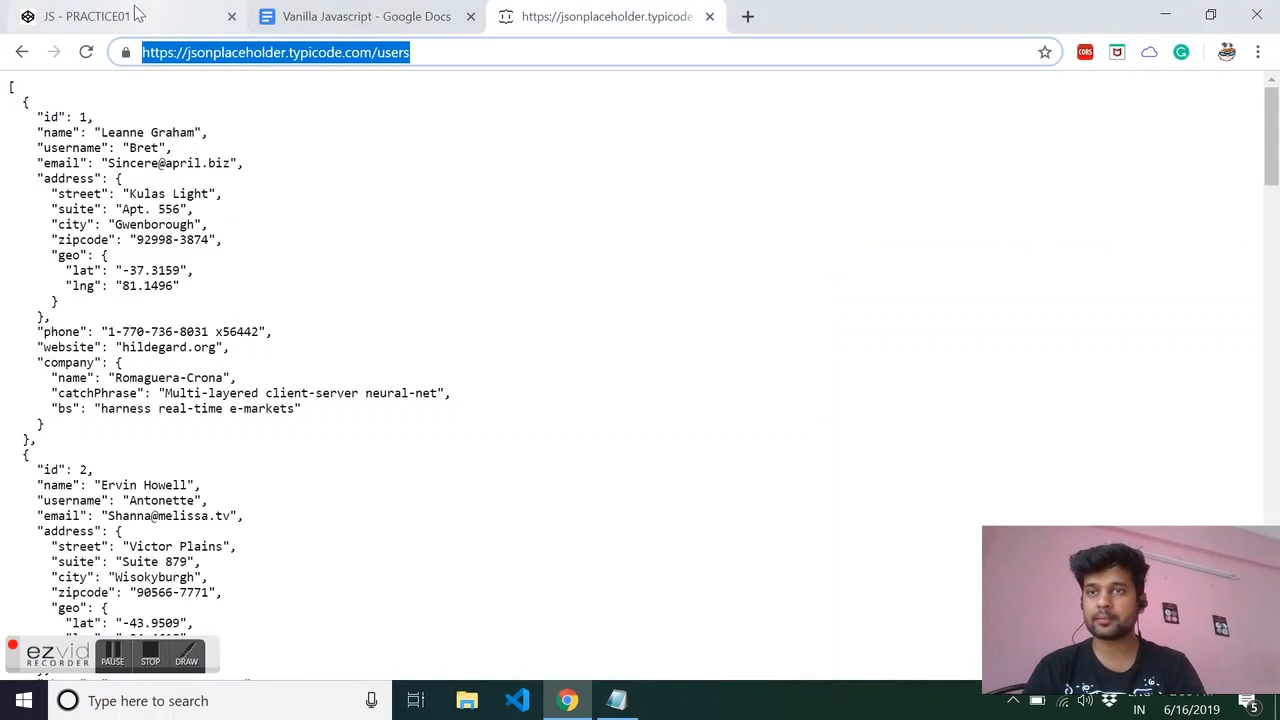 JS - PRACTICE01
Vanilla Javascript - Google Docs
https://jsonplaceholder.typicode
https://jsonplaceholder.typicode.com/users
CORS
[
{
"id": 1,
"name": "Leanne Graham",
"username": "Bret",
"email": "Sincere@april.biz",
"address": {
"street": "Kulas Light",
"suite": "Apt. 556",
"city": "Gwenborough",
"zipcode": "92998-3874",
"geo": {
"lat": "-37.3159",
"lng": "81.1496"
}
},
"phone": "1-770-736-8031 x56442",
"website": "hildegard.org",
"company": {
"name": "Romaguera-Crona",
"catchPhrase": "Multi-layered client-server neural-net",
"bs": "harness real-time e-markets"
}
},
{
"id": 2,
"name": "Ervin Howell",
"username": "Antonette",
"email": "Shanna@melissa.tv",
"address": {
"street": "Victor Plains",
"suite": "Suite 879",
"city": "Wisokyburgh",
"zipcode": "90566-7771",
"geo": {
"lat": "-43.9509",
ezvid
RECORDER
PAUSE
STOP
DRAW
Type here to search
IN
6/16/2019
5